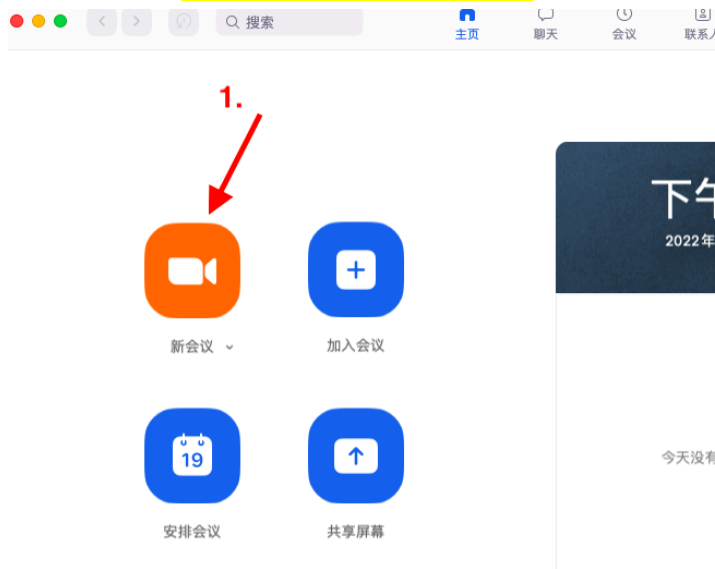 搜索
主页
聊天
会议
联系人
1.
下午
2022年
新会议
加入会议
19
安排会议
共享屏幕
今天没有